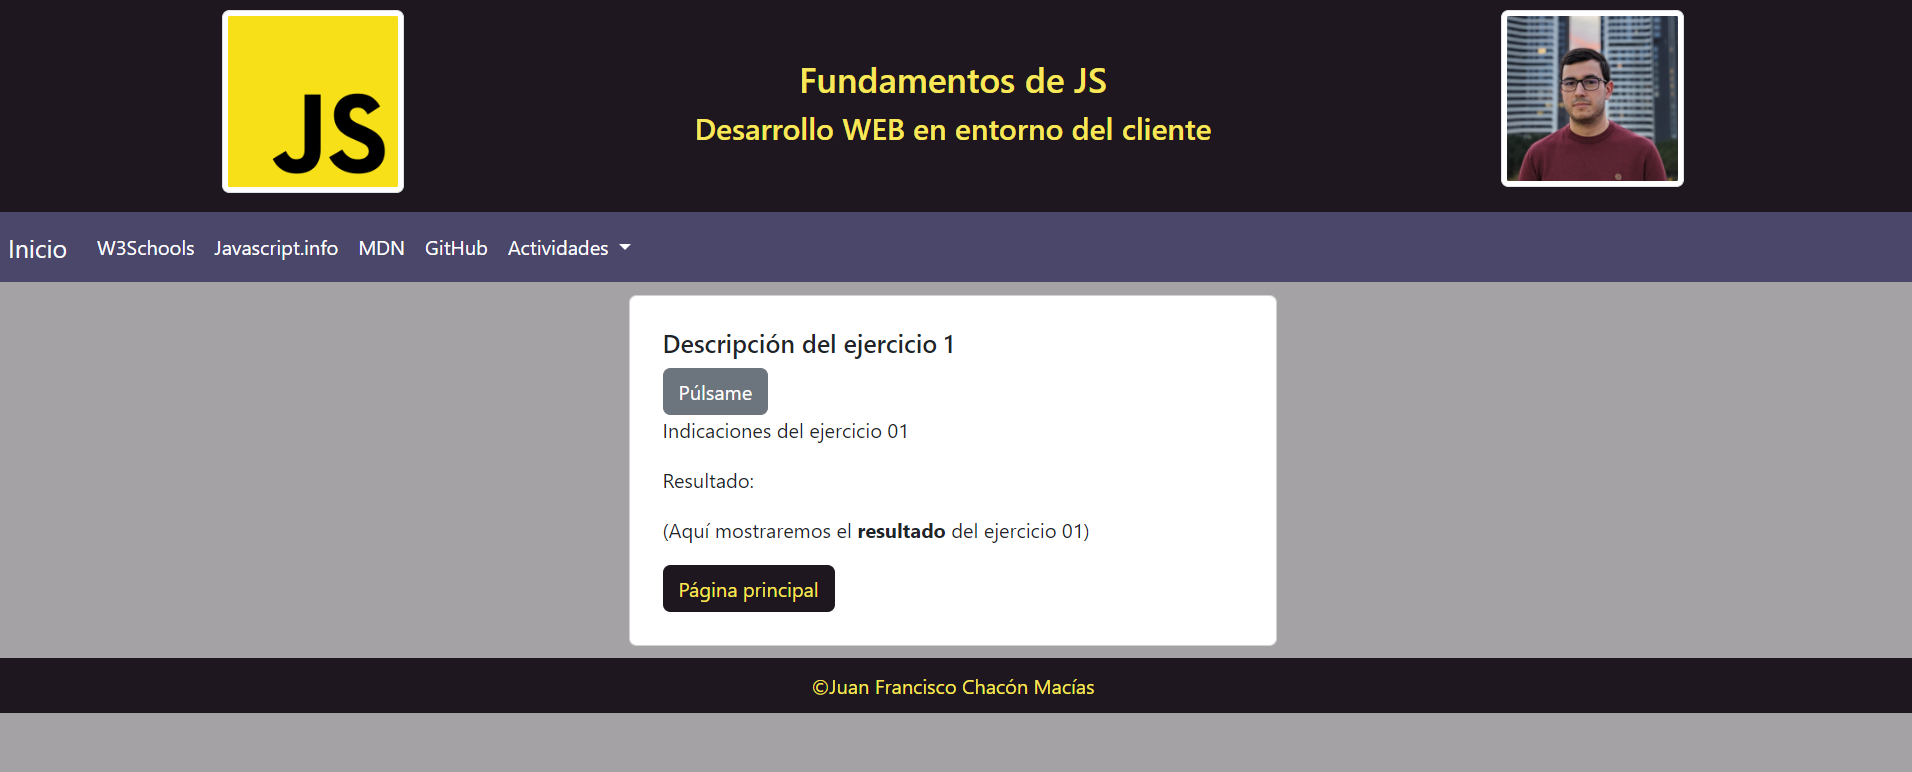 JS
Fundamentos de JS
Desarrollo WEB en entorno del cliente
Inicio W3Schools Javascript.info MDN GitHub Actividades
Descripción del ejercicio 1
Púlsame
Indicaciones del ejercicio 01
Resultado:
(Aquí mostraremos el resultado del ejercicio 01)
Página principal
©Juan Francisco Chacón Macías